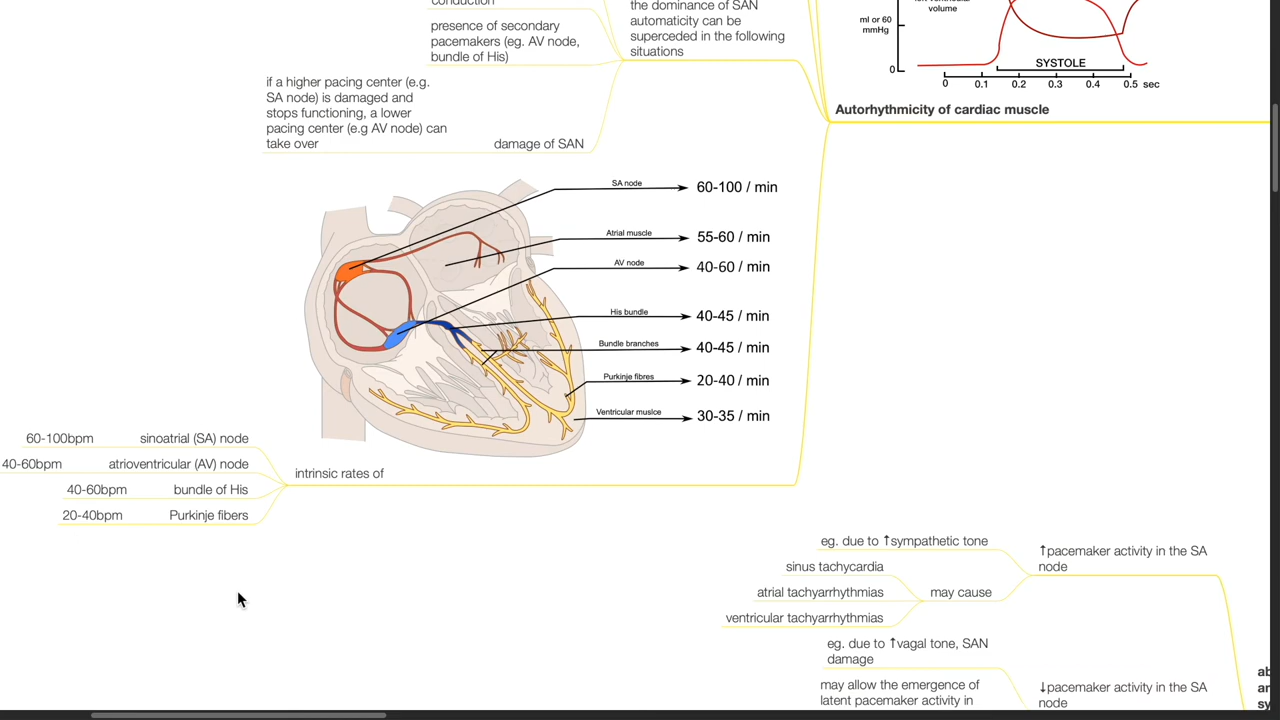 conduction
presence of secondary
pacemakers (eg. AV node,
bundle of His)
if a higher pacing center (e.g.
SA node) is damaged and
stops functioning, a lower
pacing center (e.g AV node) can
take over
damage of SAN
the dominance of SAN
automaticity can be
superceded in the following
situations
volume
ml or 60
mmHg
0
SYSTOLE
0 0.1 0.2 0.3 0.4 0.5 sec
Autorhythmicity of cardiac muscle
SA node 60-100 / min
Atrial muscle 55-60 / min
AV node 40-60 / min
His bundle 40-45 / min
Bundle branches 40-45 / min
Purkinje fibres 20-40 / min
Ventricular muslce 30-35 / min
60-100bpm sinoatrial (SA) node
40-60bpm atrioventricular (AV) node
40-60bpm bundle of His
20-40bpm Purkinje fibers
intrinsic rates of
eg. due to ↑sympathetic tone
sinus tachycardia
atrial tachyarrhythmias
ventricular tachyarrhythmias
may cause
↑pacemaker activity in the SA
node
eg. due to ↑vagal tone, SAN
damage
may allow the emergence of
latent pacemaker activity in
↓pacemaker activity in the SA
node
ab
ar
sy